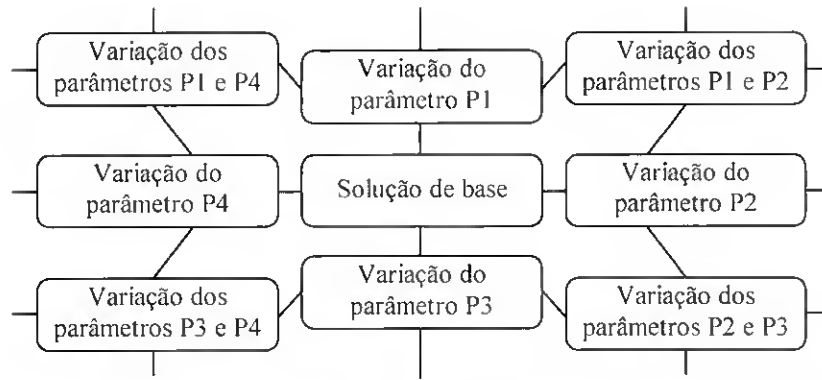 Variação dos
parâmetros P1 e P4
Variação do
parâmetro P1
Variação dos
parâmetros P1 e P2
Variação do
parâmetro P4
Solução de base
Variação do
parâmetro P2
Variação dos
parâmetros P3 e P4
Variação do
parâmetro P3
Variação dos
parâmetros P2 e P3